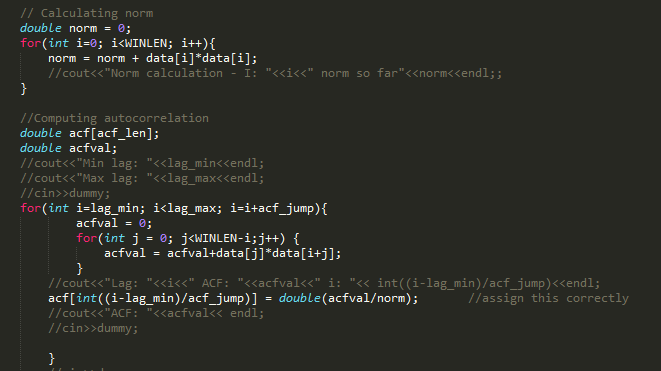 // Calculating norm
double norm = 0;
for(int i=0; i<WINLEN; i++){
norm = norm + data[i]*data[i];
//cout<<"Norm calculation - I: "<<i<<" norm so far"<<norm<<endl;;
}
//Computing autocorrelation
double acf[acf_len];
double acfval;
//cout<<"Min lag: "<<lag_min<<endl;
//cout<<"Max lag: "<<lag_max<<endl;
//cin>>dummy;
for(int i=lag_min; i<lag_max; i=i+acf_jump){
acfval = 0;
for(int j = 0; j<WINLEN-i;j++) {
acfval = acfval+data[j]*data[i+j];
}
//cout<<"Lag: "<<i<<" ACF: "<<acfval<<" i: "<< int((i-lag_min)/acf_jump)<<endl;
acf[int((i-lag_min)/acf_jump)] = double(acfval/norm); //assign this correctly
//cout<<"ACF: "<<acfval<< endl;
//cin>>dummy;
}